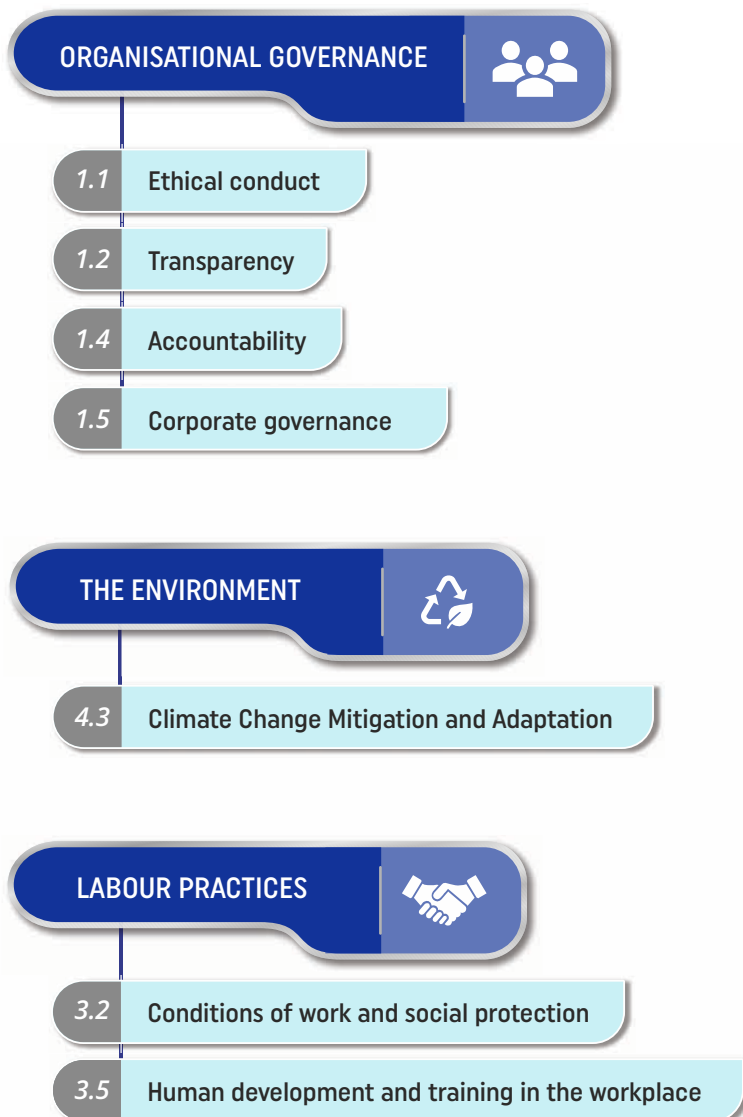 ORGANISATIONAL GOVERNANCE
1.1 Ethical conduct
1.2 Transparency
1.4 Accountability
1.5 Corporate governance
THE ENVIRONMENT
4.3 Climate Change Mitigation and Adaptation
LABOUR PRACTICES
3.2 Conditions of work and social protection
3.5 Human development and training in the workplace